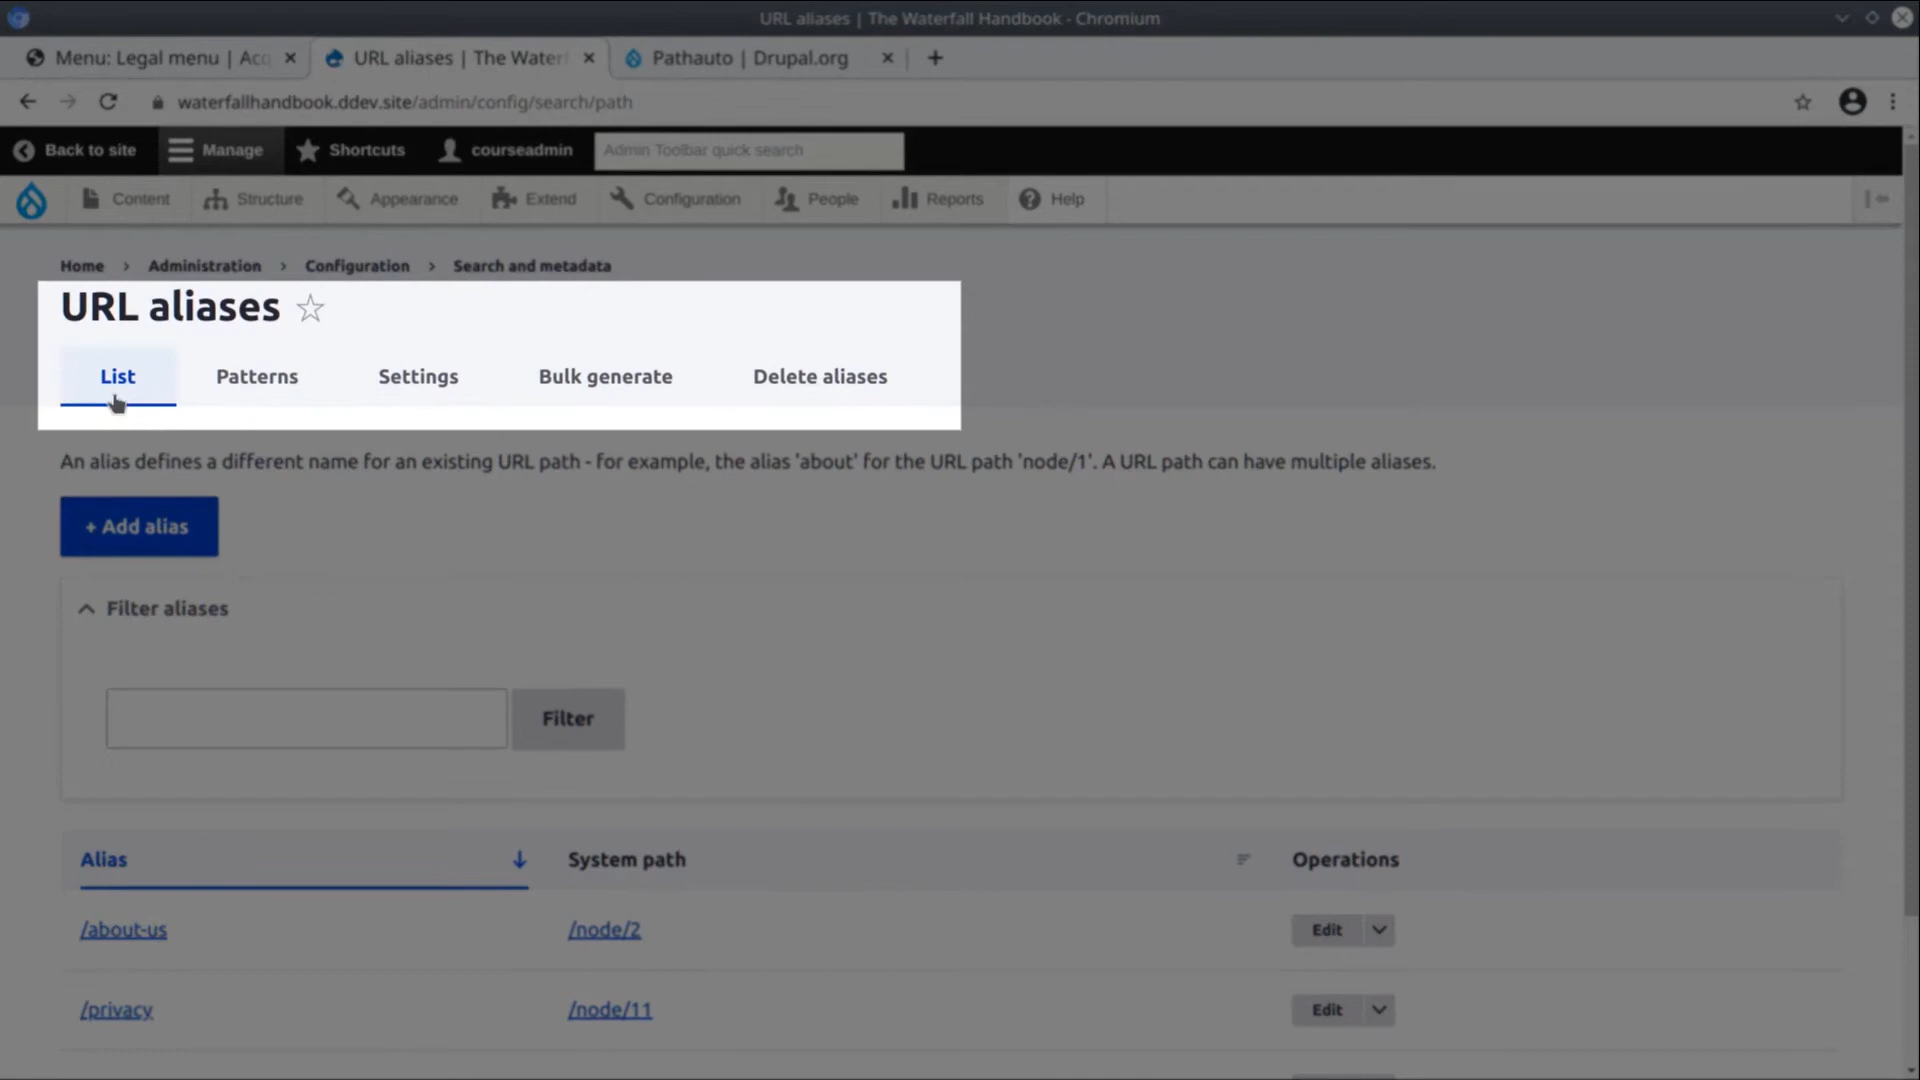 URL aliases | The Waterfall Handbook - Chromium
Menu: Legal menu | Acq
URL aliases | The Waterf
Pathauto | Drupal.org
waterfallhandbook.ddev.site/admin/config/search/path
Back to site
Manage
Shortcuts
courseadmin
Admin Toolbar quick search
Content
Structure
Appearance
Extend
Configuration
People
Reports
Help
Home › Administration › Configuration › Search and metadata
URL aliases
List
Patterns
Settings
Bulk generate
Delete aliases
An alias defines a different name for an existing URL path - for example, the alias 'about' for the URL path 'node/1'. A URL path can have multiple aliases.
+ Add alias
Filter aliases
Filter
Alias
System path
Operations
/about-us
/node/2
Edit
/privacy
/node/11
Edit